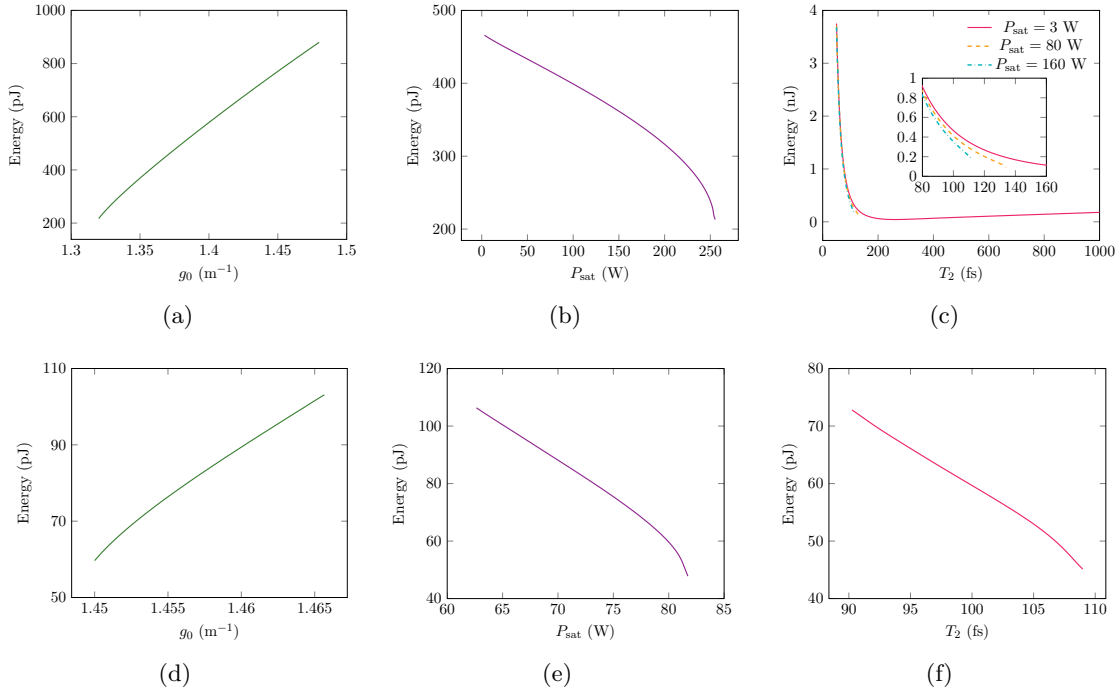 1000
800
600
400
200
Energy (pJ)
1.3 1.35 1.4 1.45 1.5
g₀ (m⁻¹)
(a)
500
400
300
200
Energy (pJ)
0 50 100 150 200 250
P_sat (W)
(b)
4
3
2
1
0
Energy (nJ)
P_sat = 3 W
P_sat = 80 W
P_sat = 160 W
1
0.8
0.6
0.4
0.2
0
80 100 120 140 160
0 200 400 600 800 1000
T₂ (fs)
(c)
110
90
70
50
Energy (pJ)
1.45 1.455 1.46 1.465
g₀ (m⁻¹)
(d)
120
100
80
60
40
Energy (pJ)
60 65 70 75 80 85
P_sat (W)
(e)
80
70
60
50
40
Energy (pJ)
90 95 100 105 110
T₂ (fs)
(f)